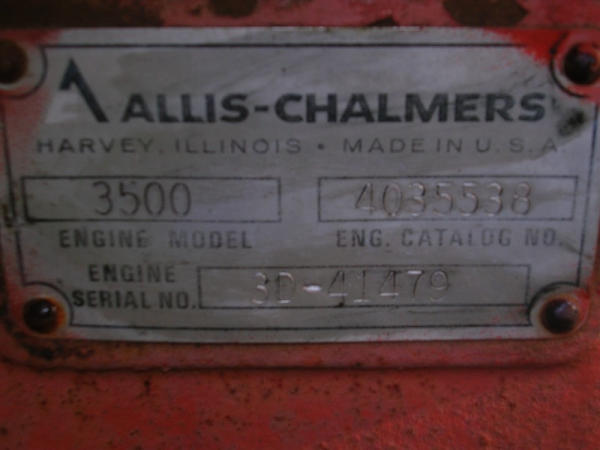 ALLIS-CHALMERS
HARVEY, ILLINOIS • MADE IN U.S.A
3500 4035538
ENGINE MODEL ENG. CATALOG NO.
ENGINE
SERIAL NO. 3D-41479